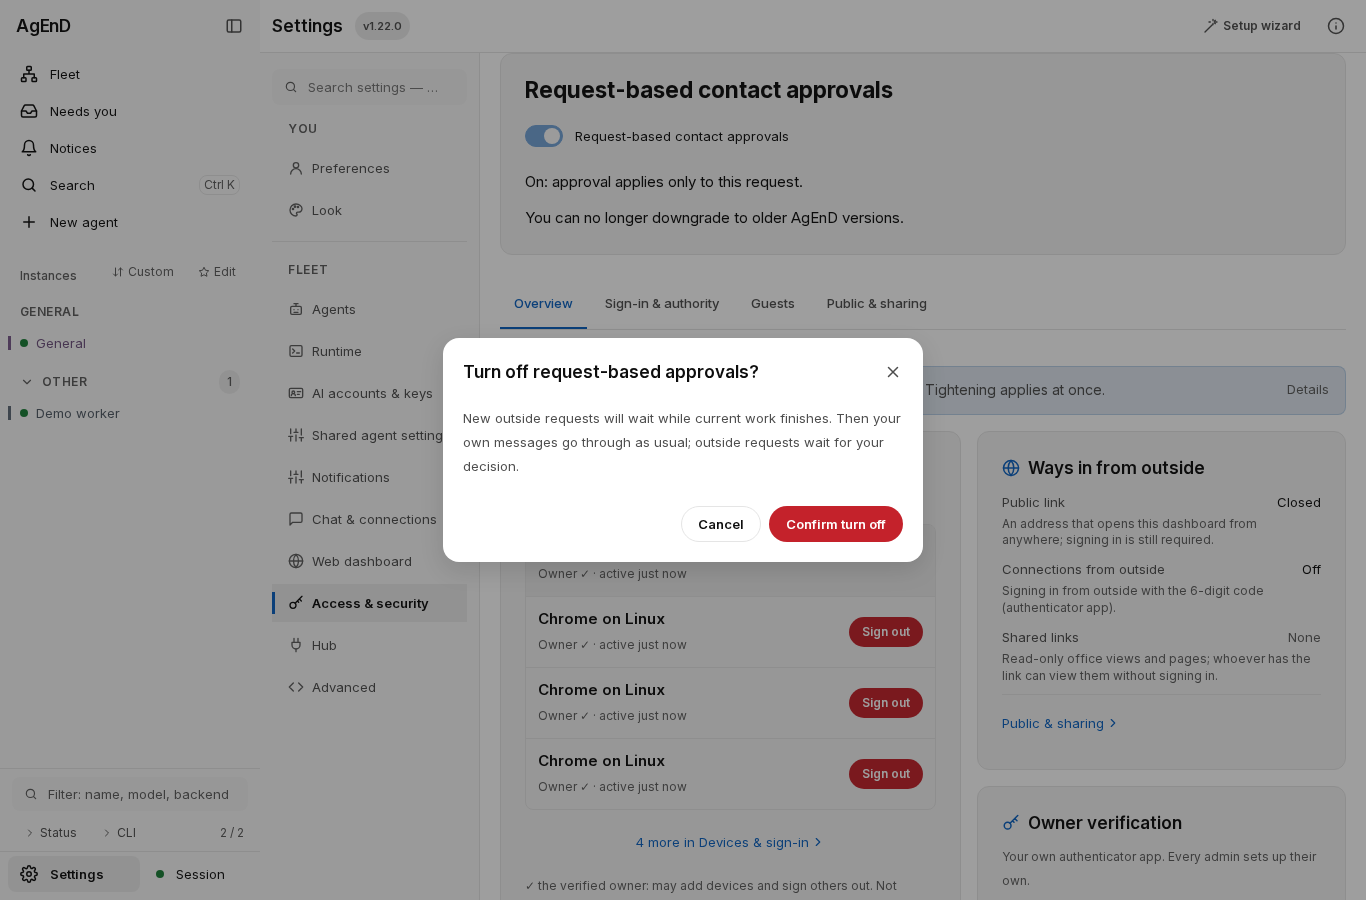 AgEnD
Fleet
Needs you
Notices
Search
Ctrl K
New agent
Instances
Custom
Edit
GENERAL
General
OTHER
1
Demo worker
Filter: name, model, backend
Status
CLI
2 / 2
Settings
Session
Settings
v1.22.0
Setup wizard
Search settings — …
YOU
Preferences
Look
FLEET
Agents
Runtime
AI accounts & keys
Shared agent setting
Notifications
Chat & connections
Web dashboard
Access & security
Hub
Advanced
Request-based contact approvals
Request-based contact approvals
On: approval applies only to this request.
You can no longer downgrade to older AgEnD versions.
Overview
Sign-in & authority
Guests
Public & sharing
Tightening applies at once.
Details
Turn off request-based approvals?
New outside requests will wait while current work finishes. Then your
own messages go through as usual; outside requests wait for your
decision.
Cancel
Confirm turn off
Owner ✓ · active just now
Chrome on Linux
Owner ✓ · active just now
Sign out
Chrome on Linux
Owner ✓ · active just now
Sign out
Chrome on Linux
Owner ✓ · active just now
Sign out
4 more in Devices & sign-in
✓ the verified owner: may add devices and sign others out. Not
Ways in from outside
Public link
Closed
An address that opens this dashboard from
anywhere; signing in is still required.
Connections from outside
Off
Signing in from outside with the 6-digit code
(authenticator app).
Shared links
None
Read-only office views and pages; whoever has the
link can view them without signing in.
Public & sharing
Owner verification
Your own authenticator app. Every admin sets up their
own.